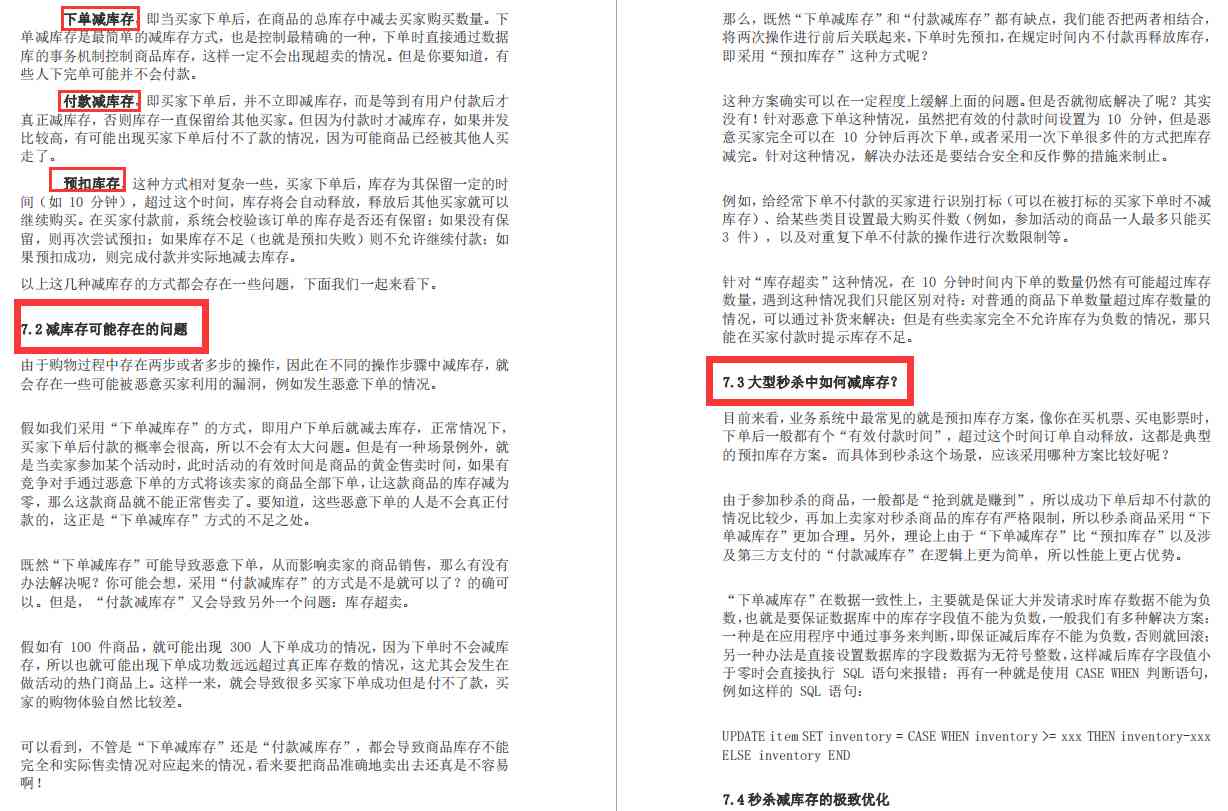 下单减库存，即当买家下单后，在商品的总库存中减去买家购买数量。下
单减库存是最简单的减库存方式，也是控制最精确的一种，下单时直接通过数据
库的事务机制控制商品库存，这样一定不会出现超卖的情况。但是你要知道，有
些人下完单可能并不会付款。
付款减库存，即买家下单后，并不立即减库存，而是等到有用户付款后才
真正减库存，否则库存一直保留给其他买家。但因为付款时才减库存，如果并发
比较高，有可能出现买家下单后付不了款的情况，因为可能商品已经被其他人买
走了。
预扣库存，这种方式相对复杂一些，买家下单后，库存为其保留一定的时
间（如 10 分钟），超过这个时间，库存将会自动释放，释放后其他买家就可以
继续购买。在买家付款前，系统会校验该订单的库存是否还有保留：如果没有保
留，则再次尝试预扣；如果库存不足（也就是预扣失败）则不允许继续付款；如
果预扣成功，则完成付款并实际地减去库存。
以上这几种减库存的方式都会存在一些问题，下面我们一起来看下。
7.2 减库存可能存在的问题
由于购物过程中存在两步或者多步的操作，因此在不同的操作步骤中减库存，就
会存在一些可能被恶意买家利用的漏洞，例如发生恶意下单的情况。
假如我们采用“下单减库存”的方式，即用户下单后就减去库存，正常情况下，
买家下单后付款的概率会很高，所以不会有太大问题。但是有一种场景例外，就
是当卖家参加某个活动时，此时活动的有效时间是商品的黄金售卖时间，如果有
竞争对手通过恶意下单的方式将该卖家的商品全部下单，让这款商品的库存减为
零，那么这款商品就不能正常售卖了。要知道，这些恶意下单的人是不会真正付
款的，这正是“下单减库存”方式的不足之处。
既然“下单减库存”可能导致恶意下单，从而影响卖家的商品销售，那么有没有
办法解决呢？你可能会想，采用“付款减库存”的方式是不是就可以了？的确可
以。但是，“付款减库存”又会导致另外一个问题：库存超卖。
假如有 100 件商品，就可能出现 300 人下单成功的情况，因为下单时不会减库
存，所以也就可能出现下单成功数远远超过真正库存数的情况，这尤其会发生在
做活动的热门商品上。这样一来，就会导致很多买家下单成功但是付不了款，买
家的购物体验自然比较差。
可以看到，不管是“下单减库存”还是“付款减库存”，都会导致商品库存不能
完全和实际售卖情况对应起来的情况，看来要把商品准确地卖出去还真是不容易
啊！
那么，既然“下单减库存”和“付款减库存”都有缺点，我们能否把两者相结合，
将两次操作进行前后关联起来，下单时先预扣，在规定时间内不付款再释放库存，
即采用“预扣库存”这种方式呢？
这种方案确实可以在一定程度上缓解上面的问题。但是否就彻底解决了呢？其实
没有！针对恶意下单这种情况，虽然把有效的付款时间设置为 10 分钟，但是恶
意买家完全可以在 10 分钟后再次下单，或者采用一次下单很多件的方式把库存
减完。针对这种情况，解决办法还是要结合安全和反作弊的措施来制止。
例如，给经常下单不付款的买家进行识别打标（可以在被打标的买家下单时不减
库存）、给某些类目设置最大购买件数（例如，参加活动的商品一人最多只能买
3 件），以及对重复下单不付款的操作进行次数限制等。
针对“库存超卖”这种情况，在 10 分钟时间内下单的数量仍然有可能超过库存
数量，遇到这种情况我们只能区别对待：对普通的商品下单数量超过库存数量的
情况，可以通过补货来解决；但是有些卖家完全不允许库存为负数的情况，那只
能在买家付款时提示库存不足。
7.3 大型秒杀中如何减库存？
目前来看，业务系统中最常见的就是预扣库存方案，像你在买机票、买电影票时，
下单后一般都有个“有效付款时间”，超过这个时间订单自动释放，这都是典型
的预扣库存方案。而具体到秒杀这个场景，应该采用哪种方案比较好呢？
由于参加秒杀的商品，一般都是“抢到就是赚到”，所以成功下单后却不付款的
情况比较少，再加上卖家对秒杀商品的库存有严格限制，所以秒杀商品采用“下
单减库存”更加合理。另外，理论上由于“下单减库存”比“预扣库存”以及涉
及第三方支付的“付款减库存”在逻辑上更为简单，所以性能上更占优势。
“下单减库存”在数据一致性上，主要就是保证大并发请求时库存数据不能为负
数，也就是要保证数据库中的库存字段值不能为负数，一般我们有多种解决方案：
一种是在应用程序中通过事务来判断，即保证减后库存不能为负数，否则就回滚；
另一种办法是直接设置数据库的字段数据为无符号整数，这样减后库存字段值小
于零时会直接执行 SQL 语句来报错；再有一种就是使用 CASE WHEN 判断语句，
例如这样的 SQL 语句：
UPDATE item SET inventory = CASE WHEN inventory >= xxx THEN inventory-xxx
ELSE inventory END
7.4 秒杀减库存的极致优化